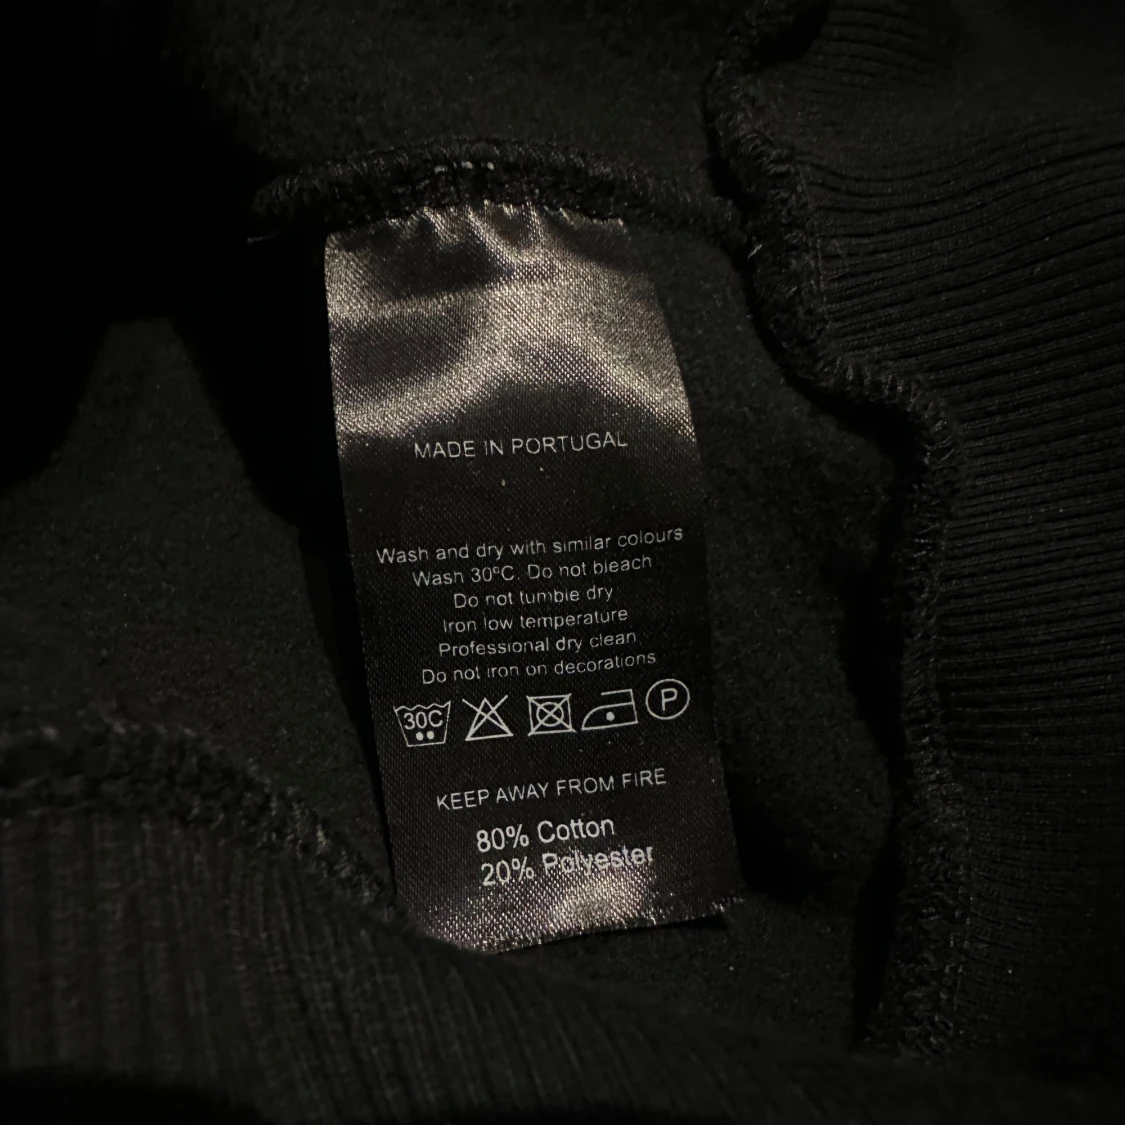 MADE IN PORTUGAL
Wash and dry with similar colours
Wash 30ºC. Do not bleach
Do not tumble dry
Iron low temperature
Professional dry clean
Do not iron on decorations
30C P
KEEP AWAY FROM FIRE
80% Cotton
20% Polyester